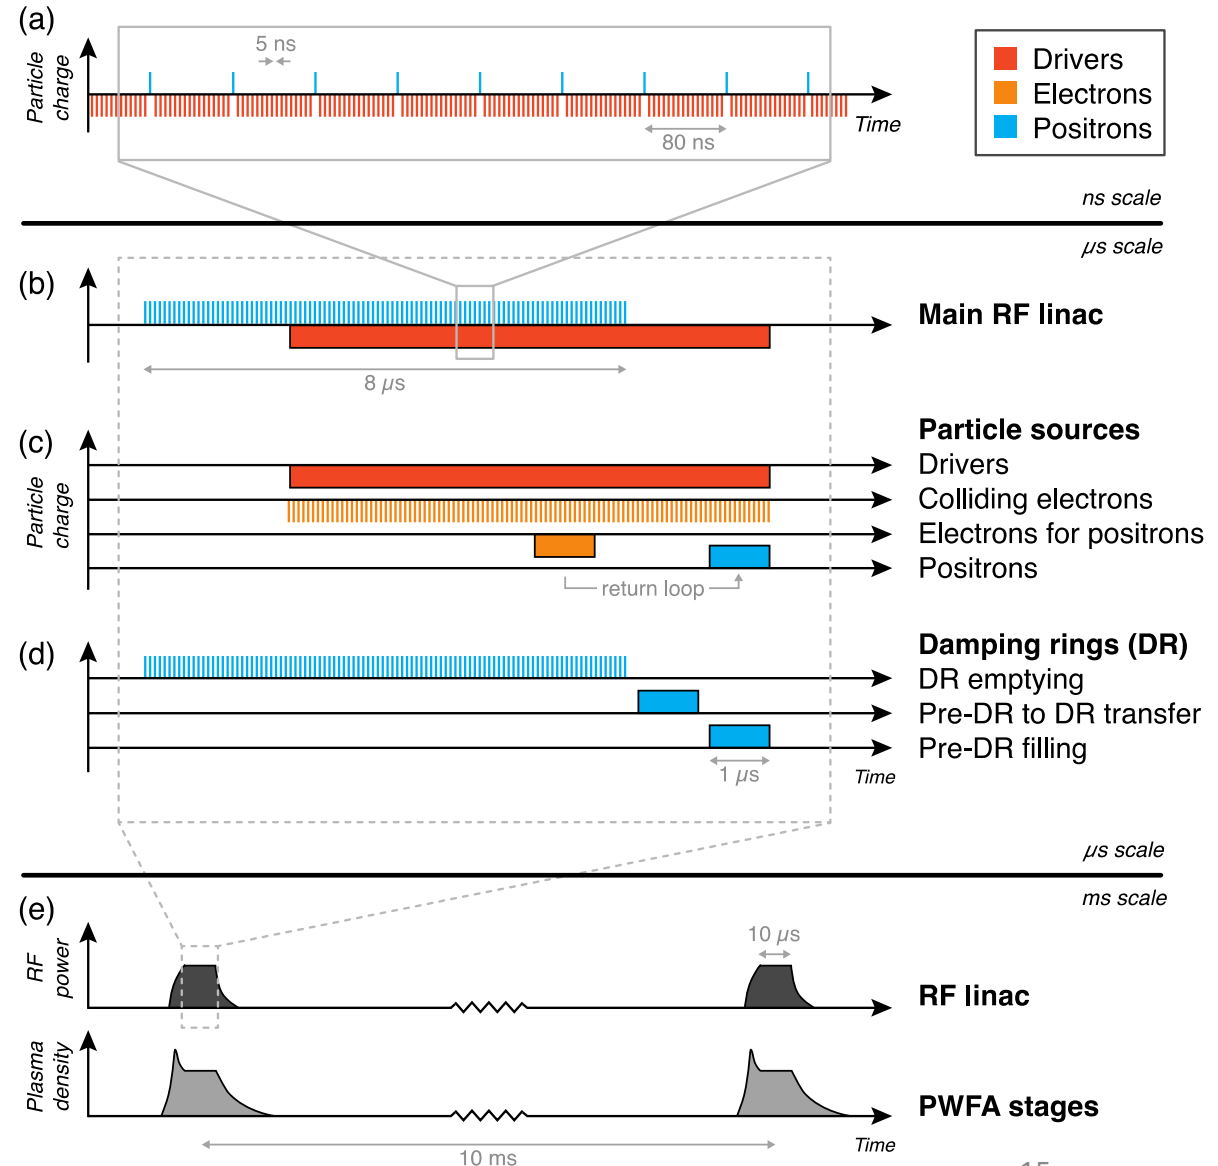 (a)
Particle
charge
5 ns
80 ns
Time
Drivers
Electrons
Positrons
ns scale
μs scale
(b)
Main RF linac
8 μs
(c)
Particle
charge
Particle sources
Drivers
Colliding electrons
Electrons for positrons
Positrons
return loop
(d)
Damping rings (DR)
DR emptying
Pre-DR to DR transfer
Pre-DR filling
1 μs
Time
μs scale
ms scale
(e)
RF
power
10 μs
RF linac
Plasma
density
PWFA stages
Time
10 ms